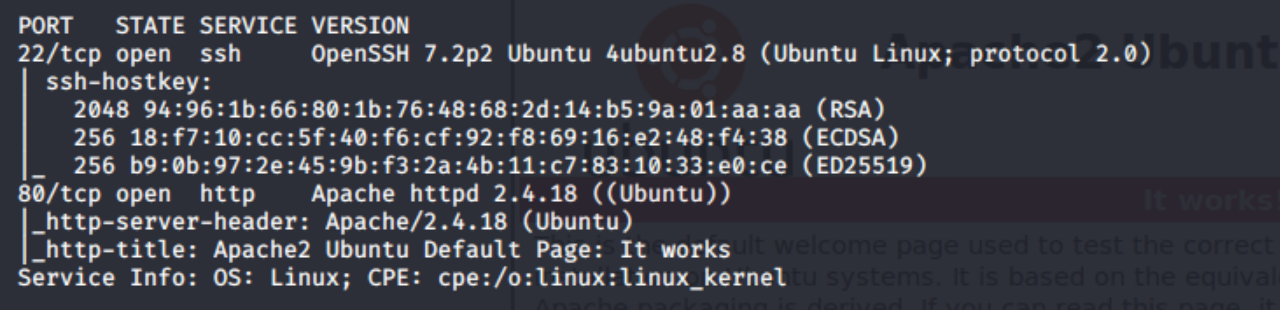 PORT   STATE SERVICE VERSION
22/tcp open  ssh     OpenSSH 7.2p2 Ubuntu 4ubuntu2.8 (Ubuntu Linux; protocol 2.0)
| ssh-hostkey:
|   2048 94:96:1b:66:80:1b:76:48:68:2d:14:b5:9a:01:aa:aa (RSA)
|   256 18:f7:10:cc:5f:40:f6:cf:92:f8:69:16:e2:48:f4:38 (ECDSA)
|_  256 b9:0b:97:2e:45:9b:f3:2a:4b:11:c7:83:10:33:e0:ce (ED25519)
80/tcp open  http    Apache httpd 2.4.18 ((Ubuntu))
|_http-server-header: Apache/2.4.18 (Ubuntu)
|_http-title: Apache2 Ubuntu Default Page: It works
Service Info: OS: Linux; CPE: cpe:/o:linux:linux_kernel
Apache2 Ubunt
It works
welcome page used to test the correct
systems. It is based on the equival
Apache packaging is derived. If you can read this page, it